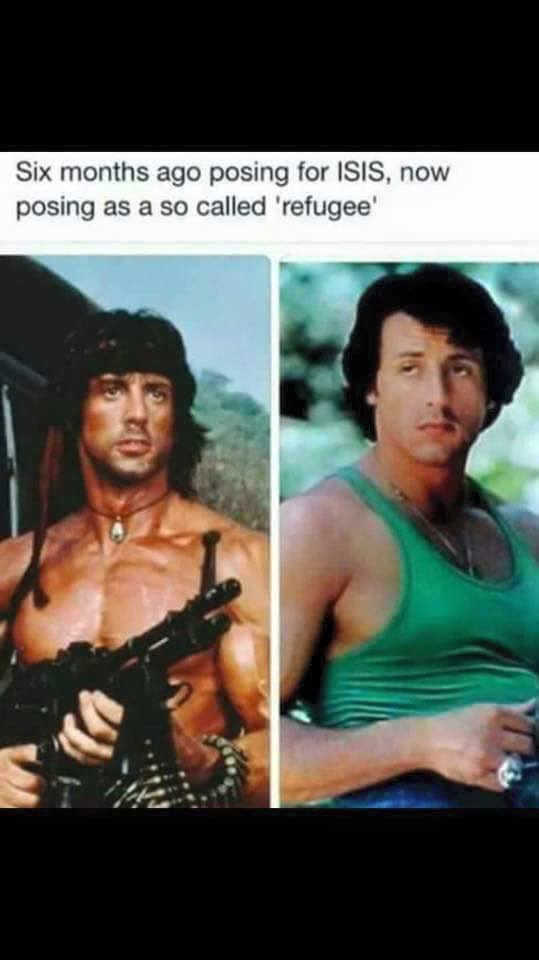 Six months ago posing for ISIS, now
posing as a so called 'refugee'